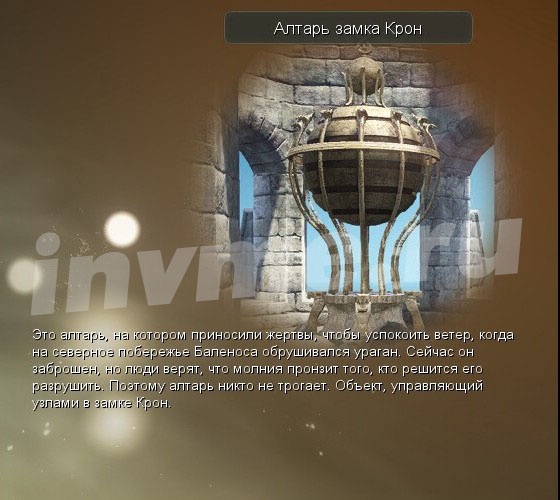 Алтарь замка Крон
invme.ru
Это алтарь, на котором приносили жертвы, чтобы успокоить ветер, когда
на северное побережье Баленоса обрушивался ураган. Сейчас он
заброшен, но люди верят, что молния пронзит того, кто решится его
разрушить. Поэтому алтарь никто не трогает. Объект, управляющий
узлами в замке Крон.